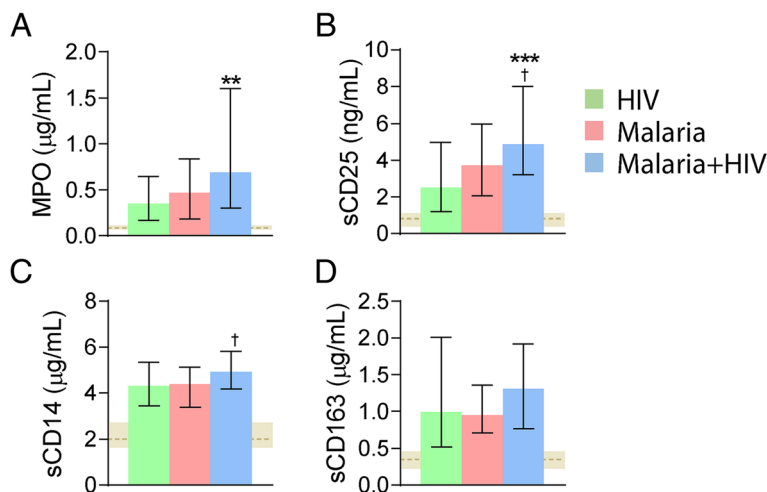 A
MPO (µg/mL)
2.0
1.5
1.0
0.5
0.0
**
B
sCD25 (ng/mL)
10
8
6
4
2
0
***
†
HIV
Malaria
Malaria+HIV
C
sCD14 (µg/mL)
8
6
4
2
0
†
D
sCD163 (µg/mL)
2.5
2.0
1.5
1.0
0.5
0.0